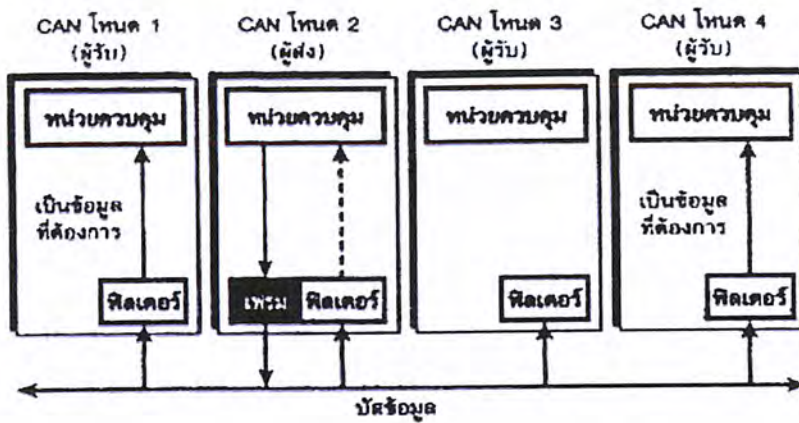 CAN โหนด 1
(ผู้รับ)
CAN โหนด 2
(ผู้ส่ง)
CAN โหนด 3
(ผู้รับ)
CAN โหนด 4
(ผู้รับ)
หน่วยควบคุม
หน่วยควบคุม
หน่วยควบคุม
หน่วยควบคุม
เป็นข้อมูล
ที่ต้องการ
เป็นข้อมูล
ที่ต้องการ
ฟิลเตอร์
เฟรม
ฟิลเตอร์
ฟิลเตอร์
ฟิลเตอร์
บัสข้อมูล